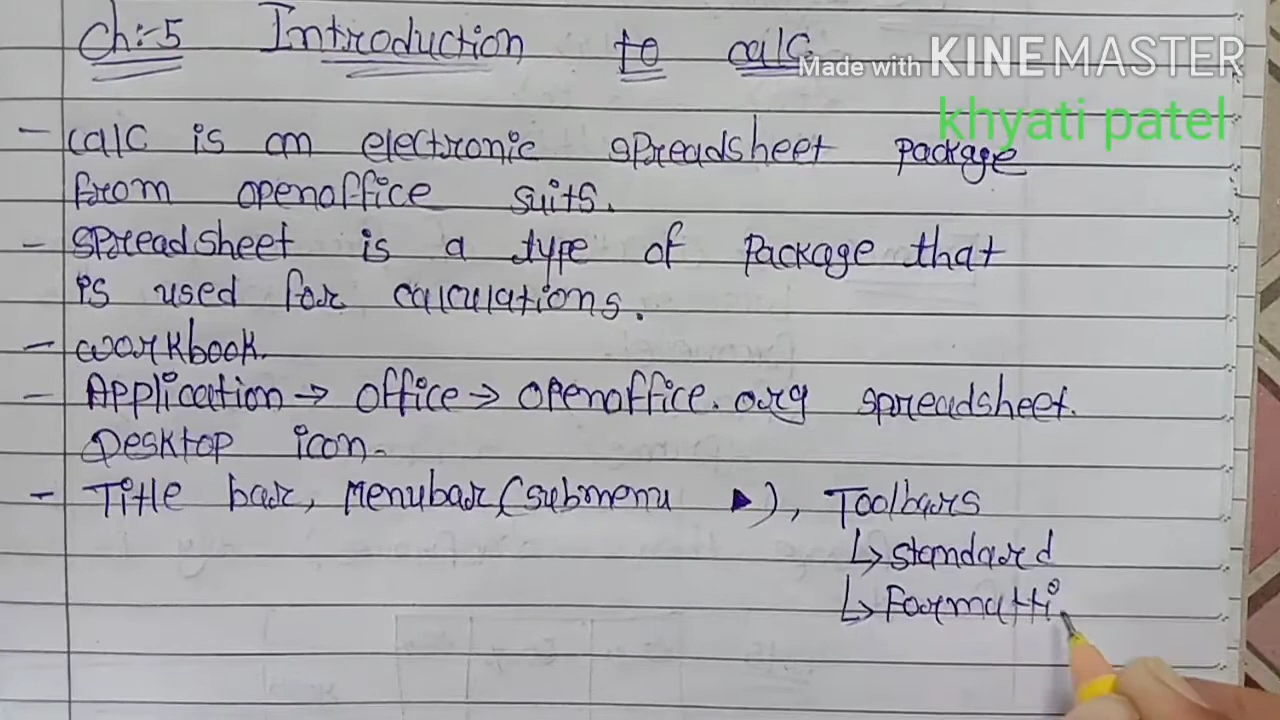 Ch:-5 Introduction to calc
Made with KINEMASTER
khyati patel
- calc is an electronic spreadsheet package
from openoffice suits.
- spreadsheet is a type of package that
is used for calculations.
- workbook.
- Application → office → openoffice.org spreadsheet.
Desktop icon.
- Title bar, Menubar, (submenu ▶), Toolbars
↳ standard
↳ Formatti